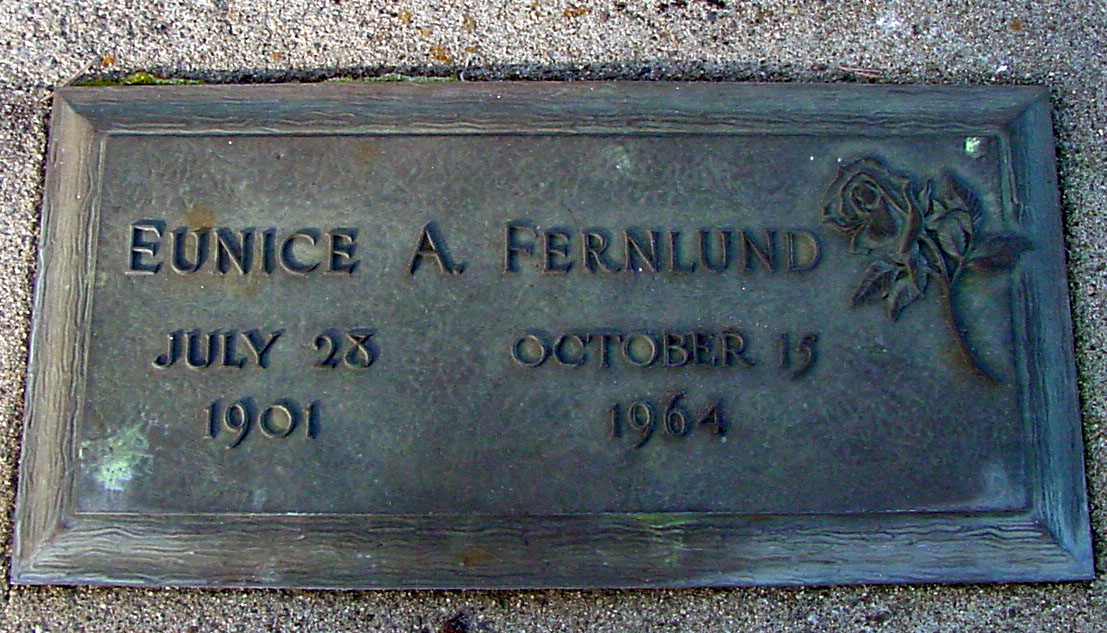 EUNICE A. FERNLUND
JULY 28 OCTOBER 15
1901 1964